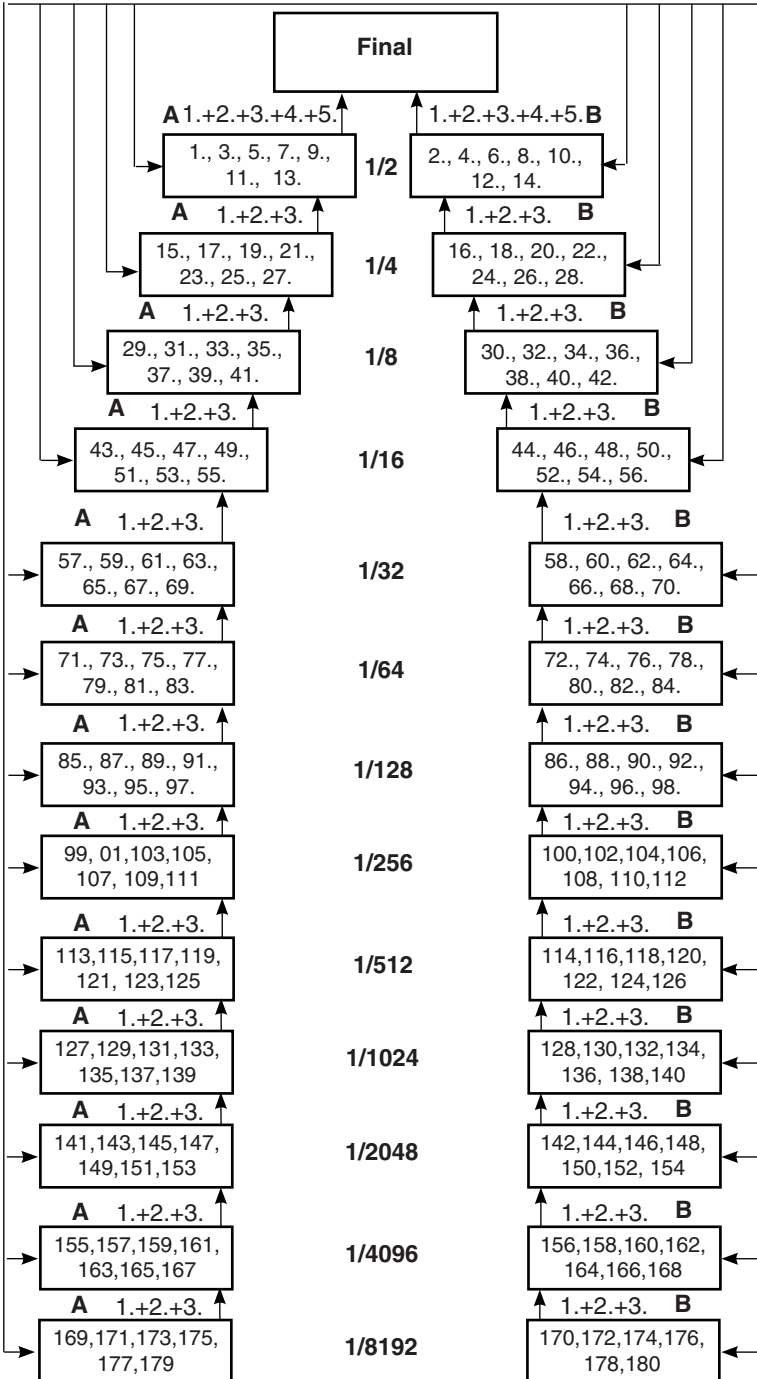 Final
A 1.+2.+3.+4.+5. 1.+2.+3.+4.+5. B
1., 3., 5., 7., 9.,
11., 13.
1/2
2., 4., 6., 8., 10.,
12., 14.
A 1.+2.+3. 1.+2.+3. B
15., 17., 19., 21.,
23., 25., 27.
1/4
16., 18., 20., 22.,
24., 26., 28.
A 1.+2.+3. 1.+2.+3. B
29., 31., 33., 35.,
37., 39., 41.
1/8
30., 32., 34., 36.,
38., 40., 42.
A 1.+2.+3. 1.+2.+3. B
43., 45., 47., 49.,
51., 53., 55.
1/16
44., 46., 48., 50.,
52., 54., 56.
A 1.+2.+3. 1.+2.+3. B
57., 59., 61., 63.,
65., 67., 69.
1/32
58., 60., 62., 64.,
66., 68., 70.
A 1.+2.+3. 1.+2.+3. B
71., 73., 75., 77.,
79., 81., 83.
1/64
72., 74., 76., 78.,
80., 82., 84.
A 1.+2.+3. 1.+2.+3. B
85., 87., 89., 91.,
93., 95., 97.
1/128
86., 88., 90., 92.,
94., 96., 98.
A 1.+2.+3. 1.+2.+3. B
99, 01,103,105,
107, 109,111
1/256
100,102,104,106,
108, 110,112
A 1.+2.+3. 1.+2.+3. B
113,115,117,119,
121, 123,125
1/512
114,116,118,120,
122, 124,126
A 1.+2.+3. 1.+2.+3. B
127,129,131,133,
135,137,139
1/1024
128,130,132,134,
136, 138,140
A 1.+2.+3. 1.+2.+3. B
141,143,145,147,
149,151,153
1/2048
142,144,146,148,
150,152, 154
A 1.+2.+3. 1.+2.+3. B
155,157,159,161,
163,165,167
1/4096
156,158,160,162,
164,166,168
A 1.+2.+3. 1.+2.+3. B
169,171,173,175,
177,179
1/8192
170,172,174,176,
178,180